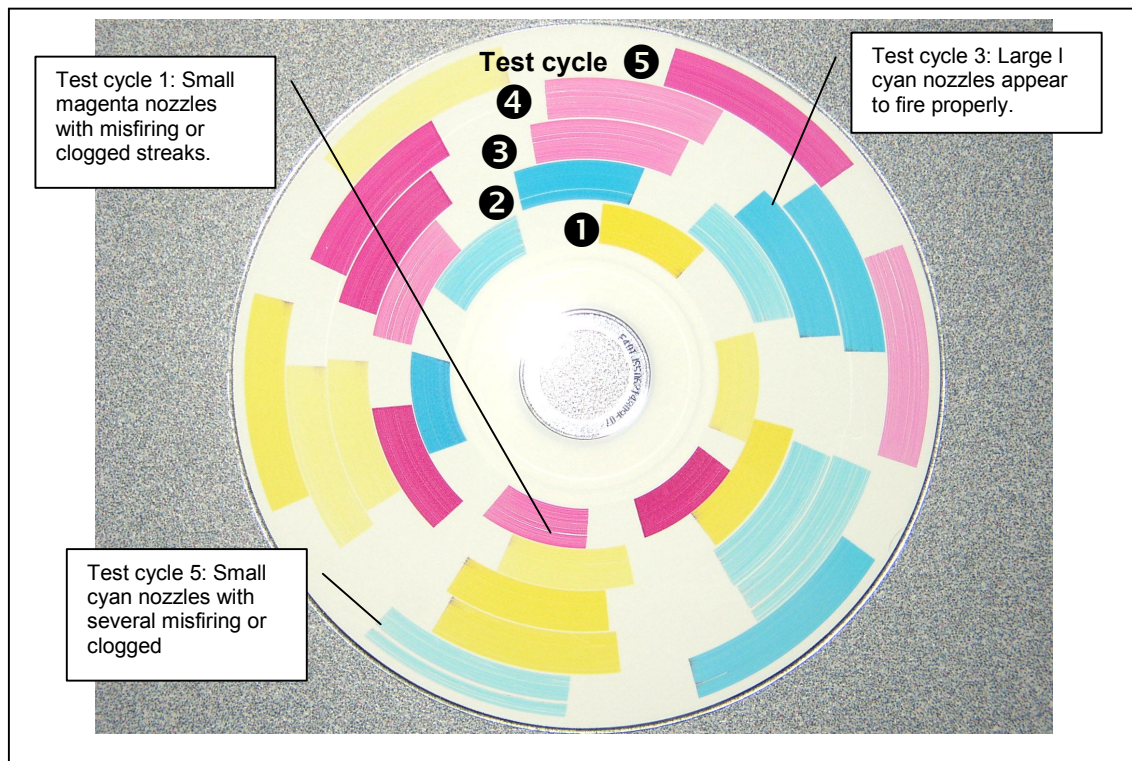 Test cycle 5
4
3
2
1
Test cycle 1: Small
magenta nozzles
with misfiring or
clogged streaks.
Test cycle 3: Large l
cyan nozzles appear
to fire properly.
Test cycle 5: Small
cyan nozzles with
several misfiring or
clogged